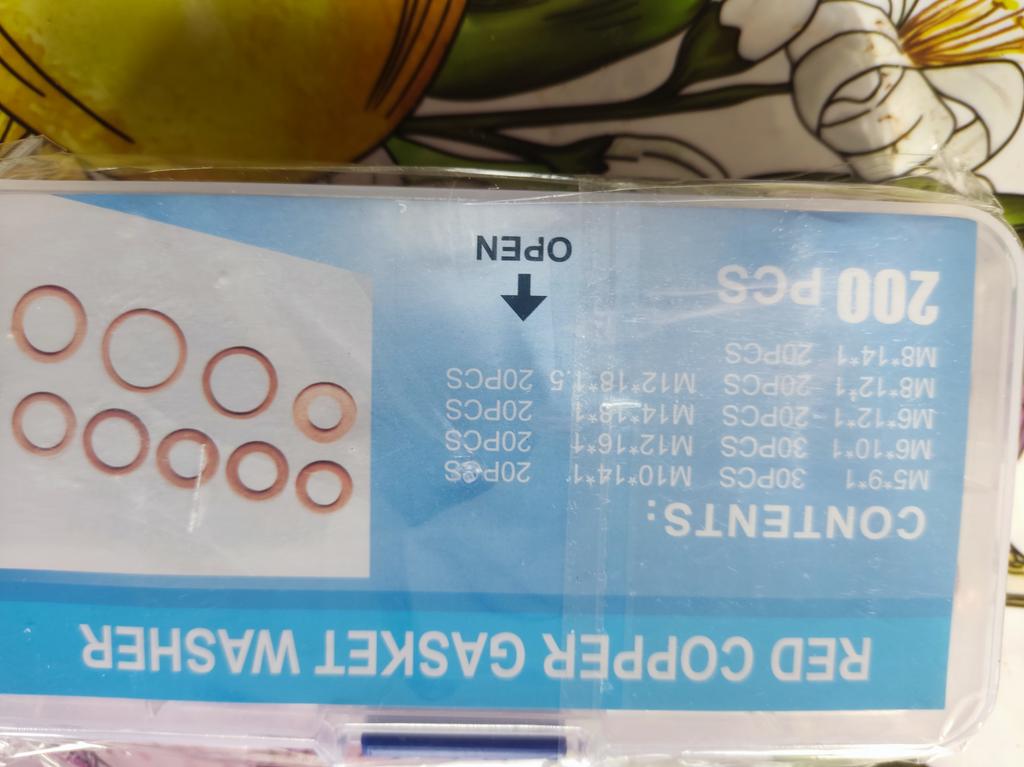 RED COPPER GASKET WASHER
CONTENTS:
M5*9*1 30PCS M10*14*1 20PCS
M6*10*1 30PCS M12*16*1 20PCS
M6*12*1 20PCS M14*18*1 20PCS
M8*12*1 20PCS M12*18*1.5 20PCS
M8*14*1 20PCS
200 PCS
OPEN